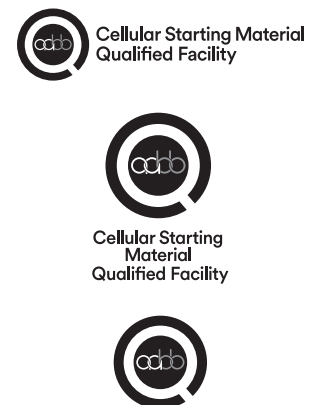 aabb
Cellular Starting Material
Qualified Facility
aabb
Cellular Starting
Material
Qualified Facility
aabb